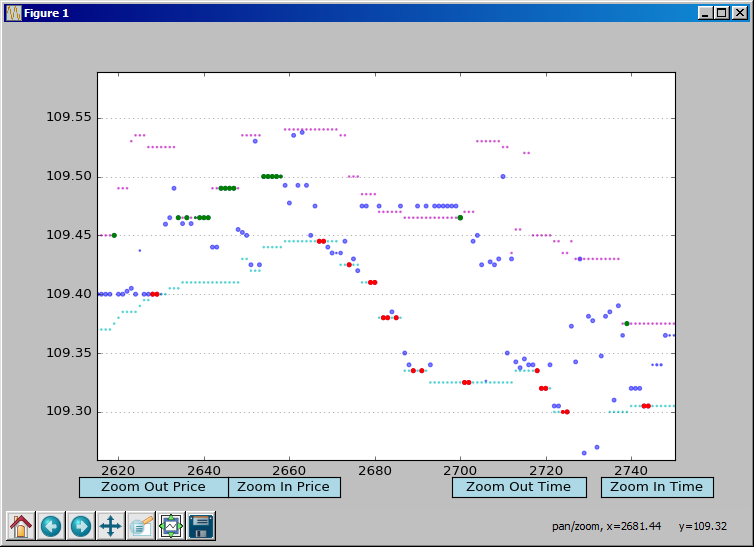 Figure 1
109.55
109.50
109.45
109.40
109.35
109.30
2620 2640 2660 2680 2700 2720 2740
Zoom Out Price Zoom In Price Zoom Out Time Zoom In Time
pan/zoom, x=2681.44 y=109.32